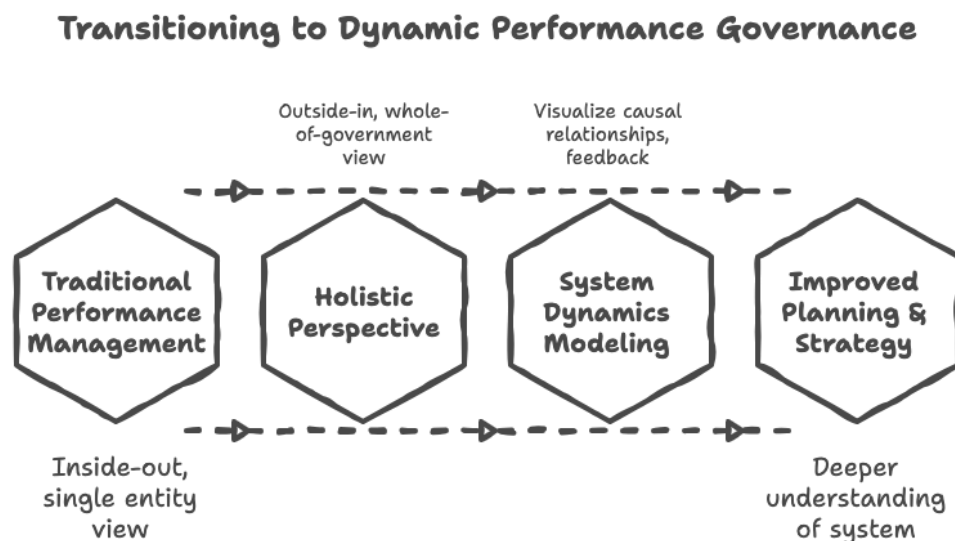 Transitioning to Dynamic Performance Governance
Outside-in, whole-
of-government
view
Visualize causal
relationships,
feedback
Traditional
Performance
Management
Holistic
Perspective
System
Dynamics
Modeling
Improved
Planning &
Strategy
Inside-out,
single entity
view
Deeper
understanding
of system